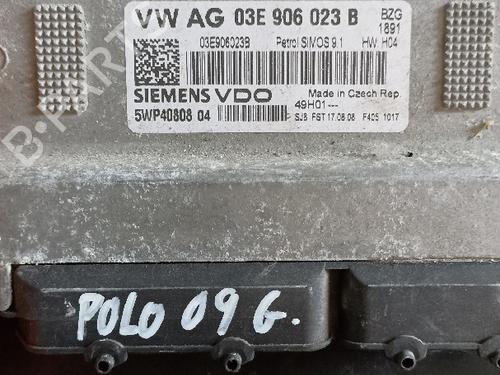 VW AG 03E 906 023 B BZG
1891
03E906023B Petrol SIMOS 9.1 HW H04
SIEMENS VDO Made in Czech Rep.
49H01---
5WP40808 04 SJB FST 17.08.08 F405 1017
B-PARTS
POLO 09 G.